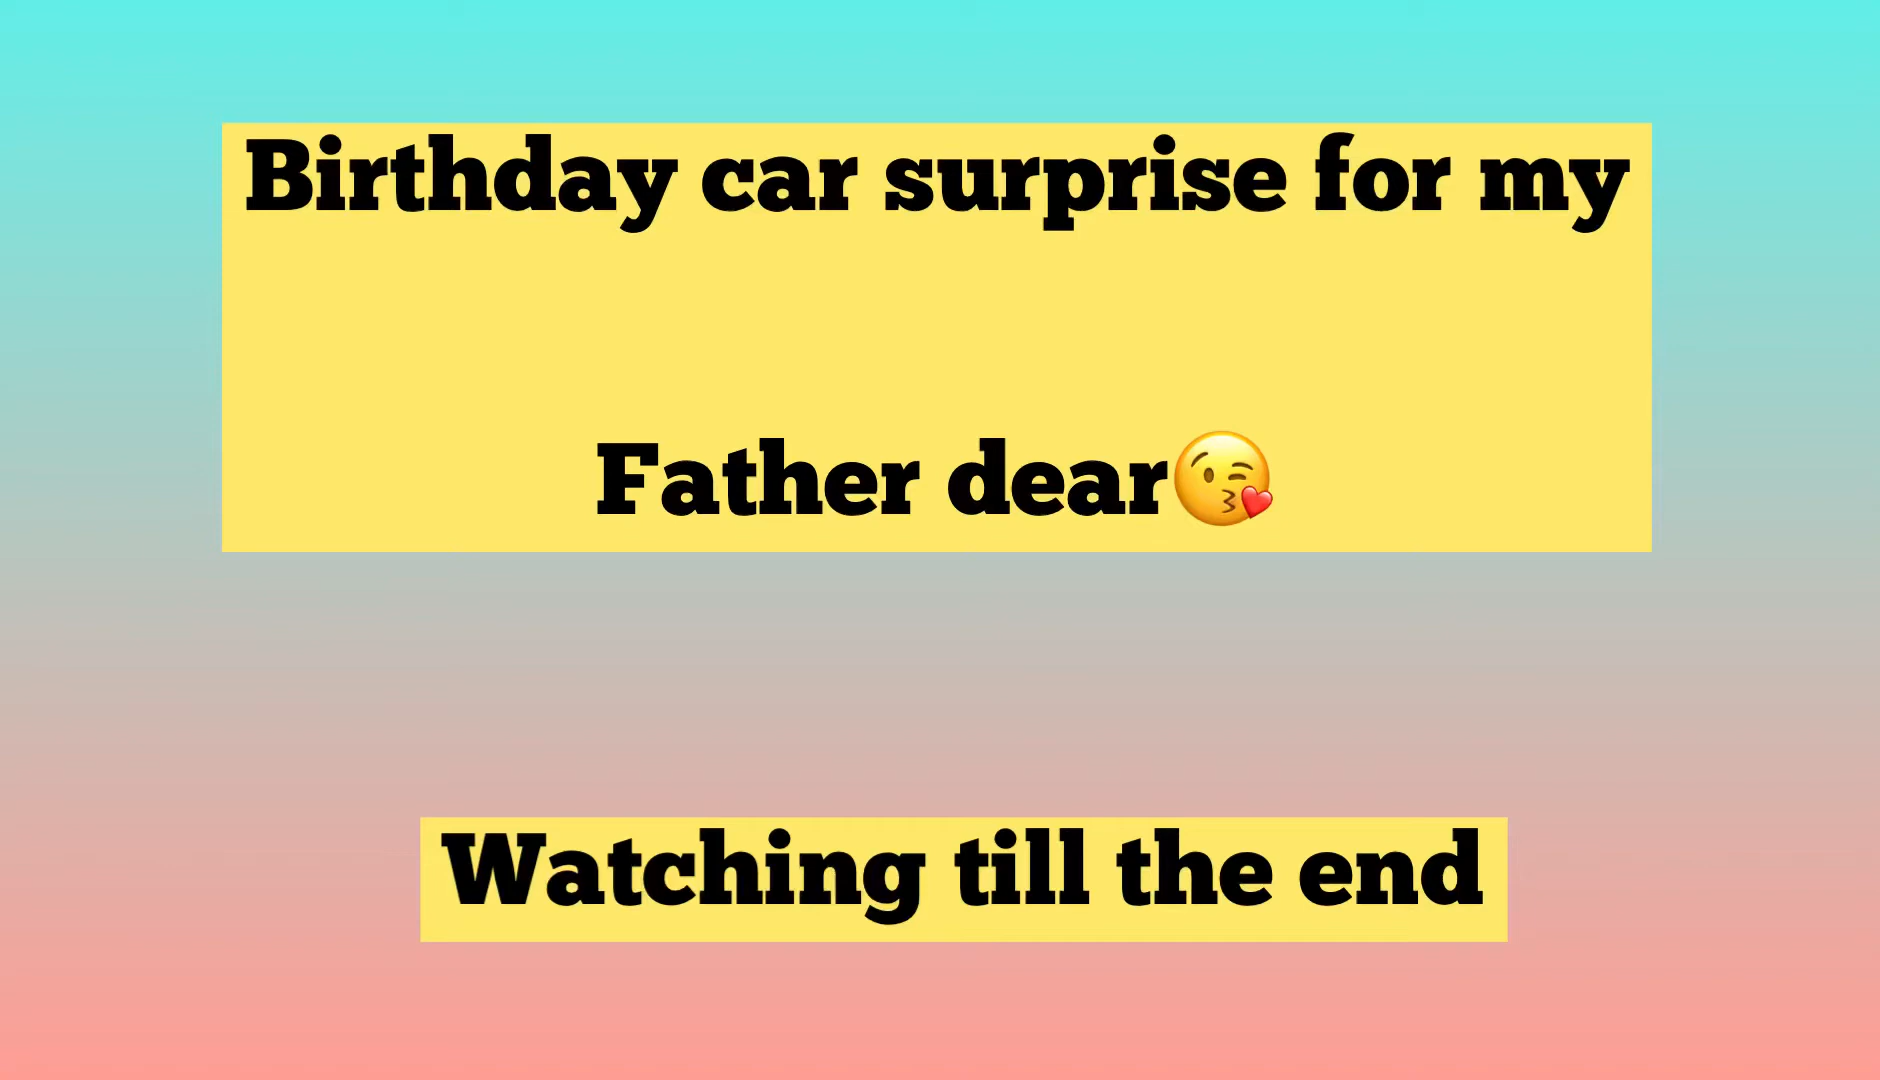 Birthday car surprise for my
Father dear😘
Watching till the end